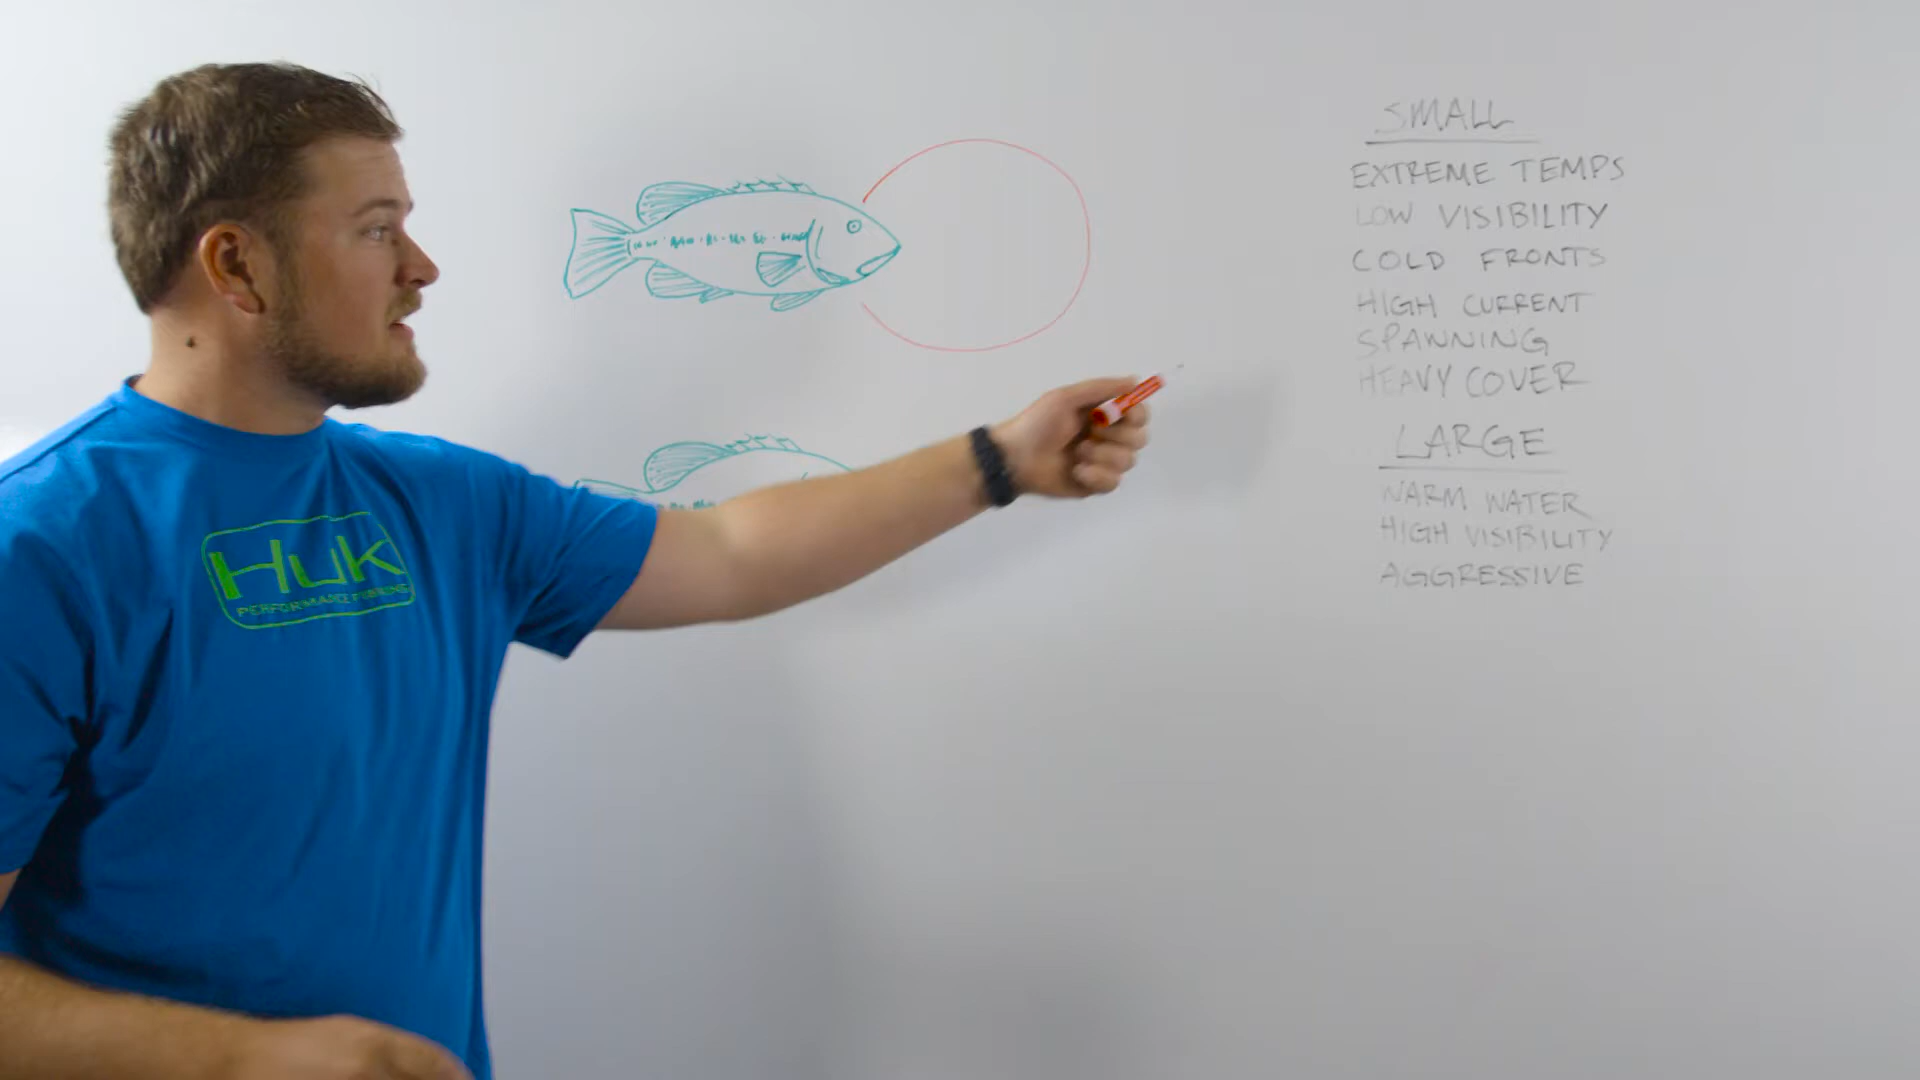 Huk
PERFORMANCE FISHING
SMALL
EXTREME TEMPS
LOW VISIBILITY
COLD FRONTS
HIGH CURRENT
SPAWNING
HEAVY COVER
LARGE
WARM WATER
HIGH VISIBILITY
AGGRESSIVE